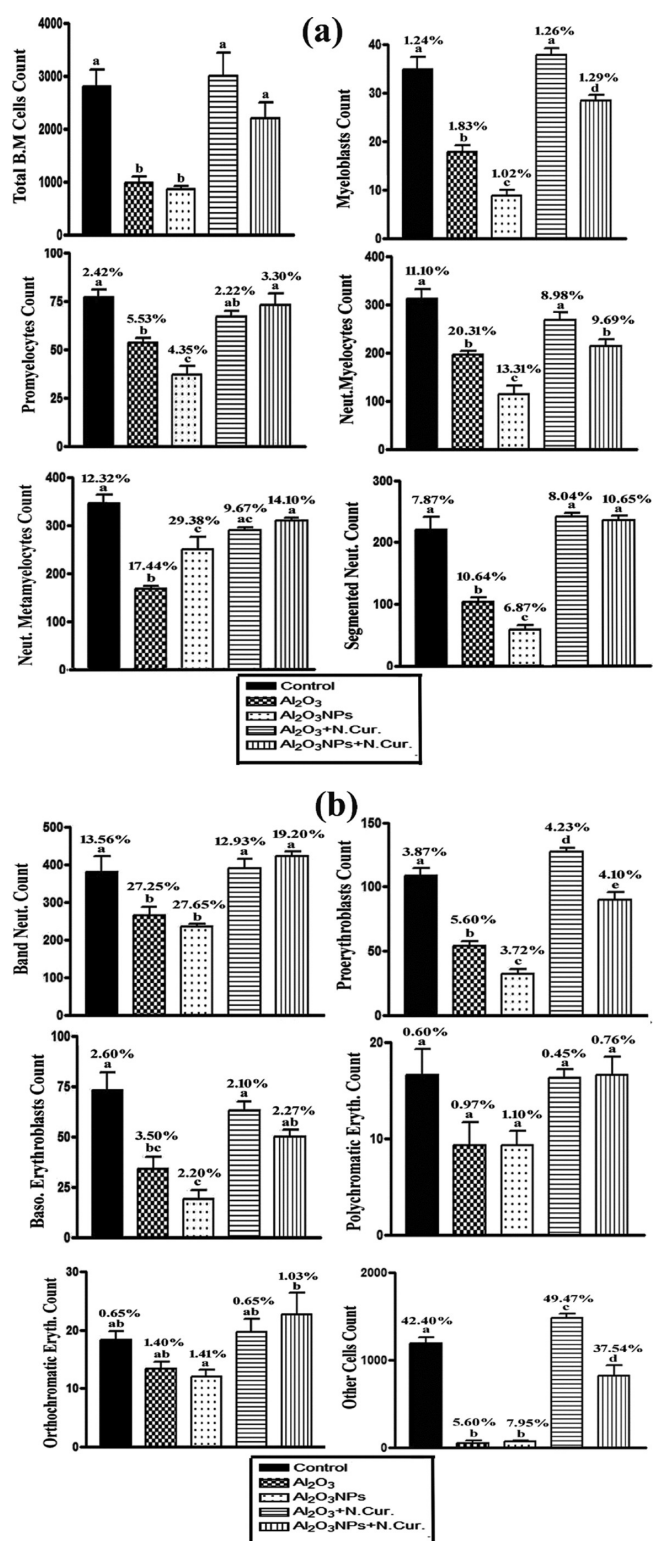 (a)
Total B.M Cells Count
4000
3000
2000
1000
0
a
b
b
a
a
Myeloblasts Count
40
30
20
10
0
1.24%
a
1.83%
b
1.02%
c
1.26%
a
1.29%
d
Promyelocytes Count
100
75
50
25
0
2.42%
a
5.53%
b
4.35%
c
2.22%
ab
3.30%
a
Neut.Myelocytes Count
400
300
200
100
0
11.10%
a
20.31%
b
13.31%
c
8.98%
a
9.69%
b
Neut. Metamyelocytes Count
400
300
200
100
0
12.32%
a
17.44%
b
29.38%
c
9.67%
ac
14.10%
a
Segmented Neut. Count
300
200
100
0
7.87%
a
10.64%
b
6.87%
c
8.04%
a
10.65%
a
Control
Al₂O₃
Al₂O₃NPs
Al₂O₃+N.Cur.
Al₂O₃NPs+N.Cur.
(b)
Band Neut. Count
500
400
300
200
100
0
13.56%
a
27.25%
b
27.65%
b
12.93%
a
19.20%
a
Proerythroblasts Count
150
100
50
0
3.87%
a
5.60%
b
3.72%
c
4.23%
d
4.10%
e
Baso. Erythroblasts Count
100
75
50
25
0
2.60%
a
3.50%
bc
2.20%
c
2.10%
a
2.27%
ab
Polychromatic Eryth. Count
20
10
0
0.60%
a
0.97%
a
1.10%
a
0.45%
a
0.76%
a
Orthochromatic Eryth. Count
30
20
10
0
0.65%
ab
1.40%
ab
1.41%
a
0.65%
ab
1.03%
b
Other Cells Count
2000
1000
0
42.40%
a
5.60%
b
7.95%
b
49.47%
c
37.54%
d
Control
Al₂O₃
Al₂O₃NPs
Al₂O₃+N.Cur.
Al₂O₃NPs+N.Cur.